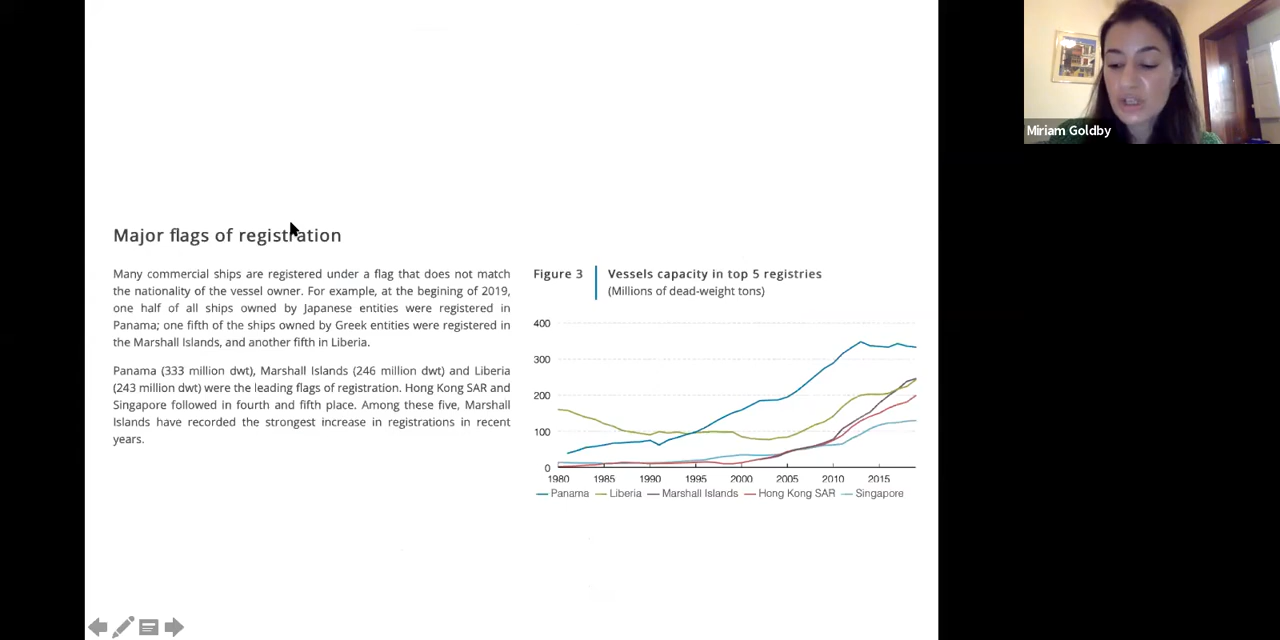 Miriam Goldby
Major flags of registration
Many commercial ships are registered under a flag that does not match
the nationality of the vessel owner. For example, at the begining of 2019,
one half of all ships owned by Japanese entities were registered in
Panama; one fifth of the ships owned by Greek entities were registered in
the Marshall Islands, and another fifth in Liberia.
Panama (333 million dwt), Marshall Islands (246 million dwt) and Liberia
(243 million dwt) were the leading flags of registration. Hong Kong SAR and
Singapore followed in fourth and fifth place. Among these five, Marshall
Islands have recorded the strongest increase in registrations in recent
years.
Figure 3
Vessels capacity in top 5 registries
(Millions of dead-weight tons)
400
300
200
100
0
1980 1985 1990 1995 2000 2005 2010 2015
Panama Liberia Marshall Islands Hong Kong SAR Singapore